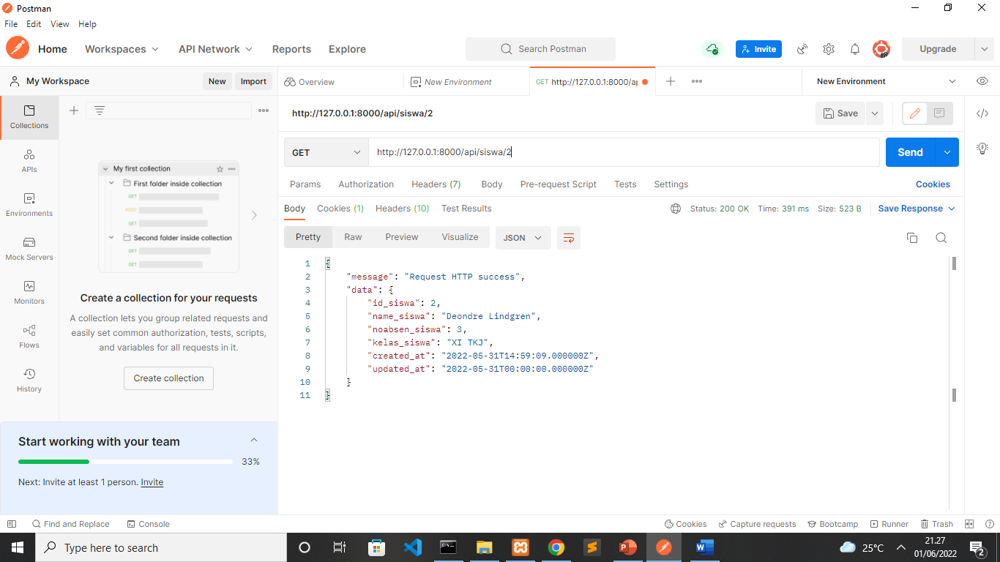 Postman
File Edit View Help
Home Workspaces API Network Reports Explore Search Postman Invite Upgrade
My Workspace New Import Overview New Environment GET http://127.0.0.1:8000/ap New Environment
http://127.0.0.1:8000/api/siswa/2 Save
GET http://127.0.0.1:8000/api/siswa/2 Send
Params Authorization Headers (7) Body Pre-request Script Tests Settings Cookies
Body Cookies (1) Headers (10) Test Results Status: 200 OK Time: 391 ms Size: 523 B Save Response
Pretty Raw Preview Visualize JSON
1 {
2 "message": "Request HTTP success",
3 "data": {
4 "id_siswa": 2,
5 "name_siswa": "Deondre Lindgren",
6 "noabsen_siswa": 3,
7 "kelas_siswa": "XI TKJ",
8 "created_at": "2022-05-31T14:59:09.000000Z",
9 "updated_at": "2022-05-31T00:00:00.000000Z"
10 }
11 }
Collections
APIs
Environments
Mock Servers
Monitors
Flows
History
My first collection
First folder inside collection
GET
POST
GET
Second folder inside collection
GET
GET
Create a collection for your requests
A collection lets you group related requests and
easily set common authorization, tests, scripts,
and variables for all requests in it.
Create collection
Start working with your team
33%
Next: Invite at least 1 person. Invite
Find and Replace Console Cookies Capture requests Bootcamp Runner Trash
Type here to search 25°C 21.27
01/06/2022 2